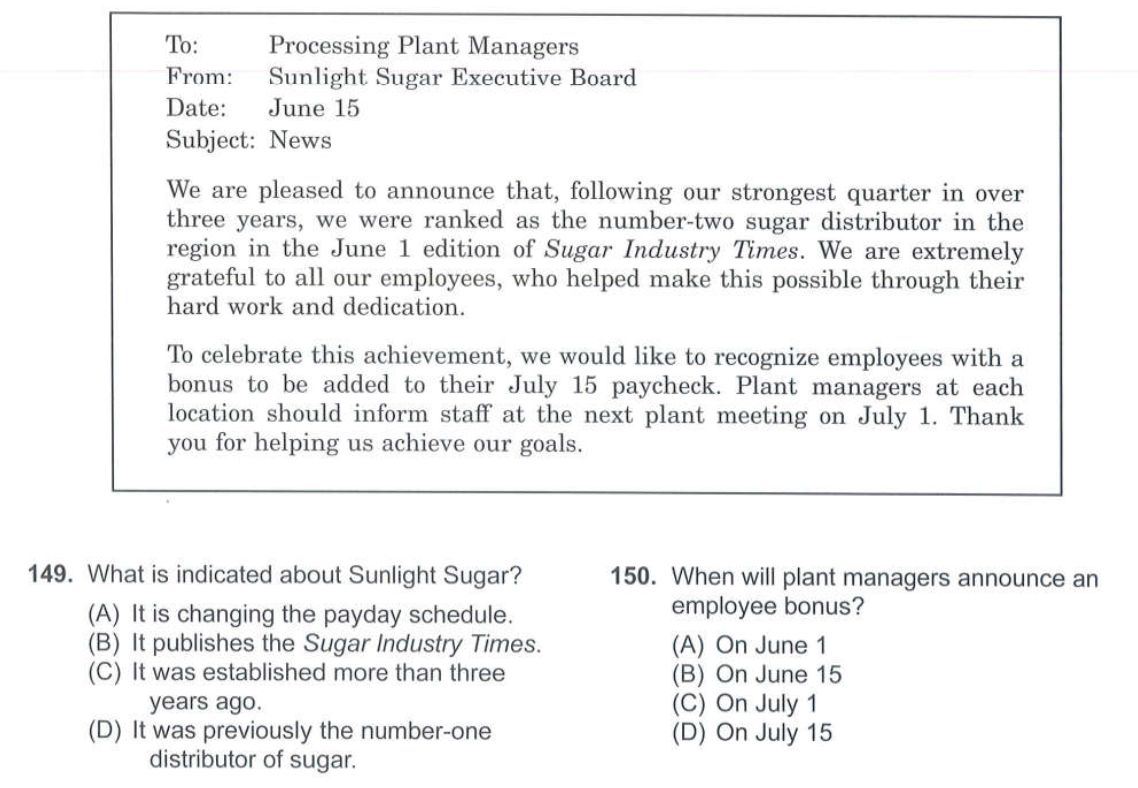 To: Processing Plant Managers
From: Sunlight Sugar Executive Board
Date: June 15
Subject: News
We are pleased to announce that, following our strongest quarter in over
three years, we were ranked as the number-two sugar distributor in the
region in the June 1 edition of Sugar Industry Times. We are extremely
grateful to all our employees, who helped make this possible through their
hard work and dedication.
To celebrate this achievement, we would like to recognize employees with a
bonus to be added to their July 15 paycheck. Plant managers at each
location should inform staff at the next plant meeting on July 1. Thank
you for helping us achieve our goals.
149. What is indicated about Sunlight Sugar?
(A) It is changing the payday schedule.
(B) It publishes the Sugar Industry Times.
(C) It was established more than three
years ago.
(D) It was previously the number-one
distributor of sugar.
150. When will plant managers announce an
employee bonus?
(A) On June 1
(B) On June 15
(C) On July 1
(D) On July 15